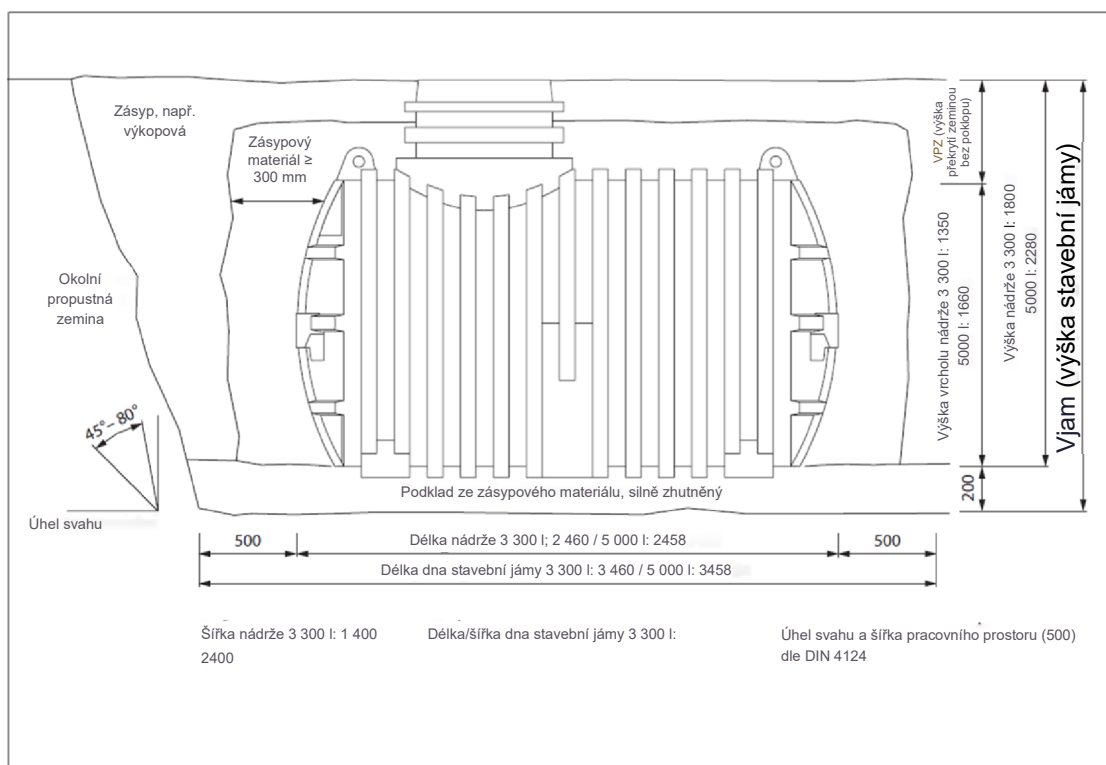 Zásyp, např.
výkopová
Zásypový
materiál ≥
300 mm
VPZ (výška
překrytí zeminou
bez poklopu)
Okolní
propustná
zemina
Výška vrcholu nádrže 3 300 l: 1350
5000 l: 1660
Výška nádrže 3 300 l: 1800
5000 l: 2280
Vjam (výška stavební jámy)
45°– 80°
Úhel svahu
Podklad ze zásypového materiálu, silně zhutněný
200
500
Délka nádrže 3 300 l; 2 460 / 5 000 l: 2458
500
Délka dna stavební jámy 3 300 l: 3 460 / 5 000 l: 3458
Šířka nádrže 3 300 l: 1 400
2400
Délka/šířka dna stavební jámy 3 300 l:
Úhel svahu a šířka pracovního prostoru (500)
dle DIN 4124